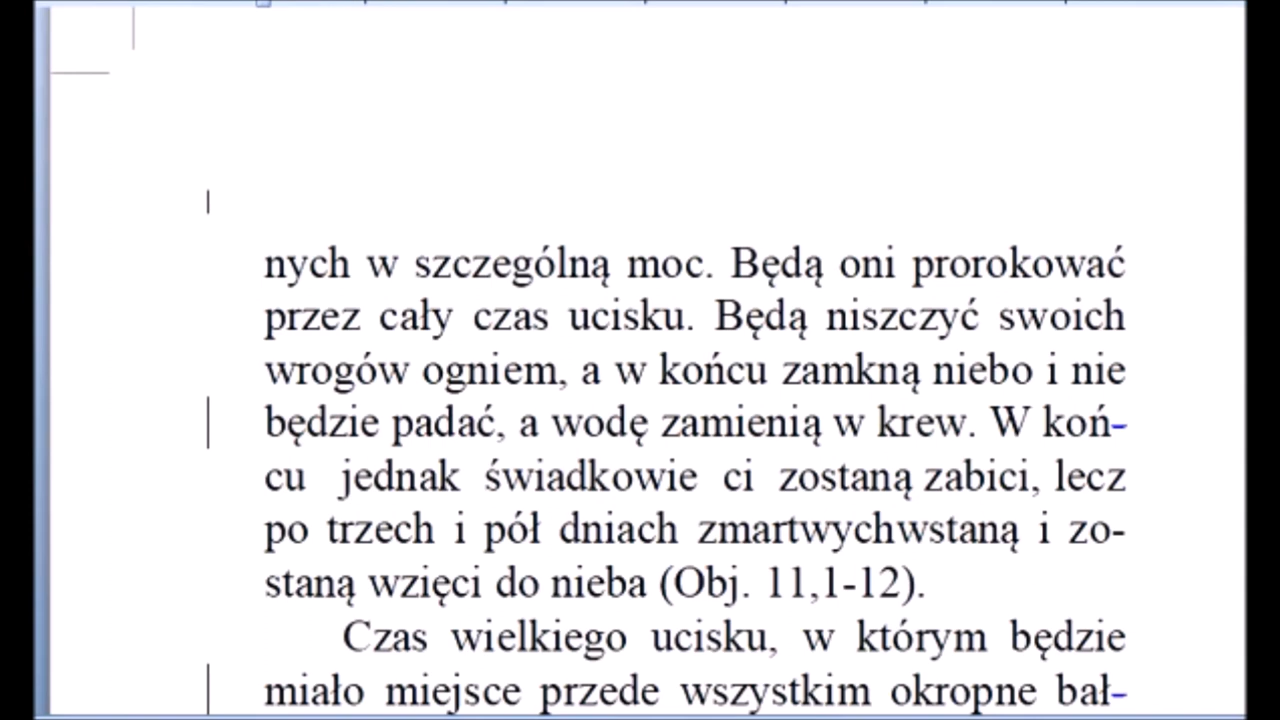 nych w szczególną moc. Będą oni prorokować
przez cały czas ucisku. Będą niszczyć swoich
wrogów ogniem, a w końcu zamkną niebo i nie
będzie padać, a wodę zamienią w krew. W koń-
cu jednak świadkowie ci zostaną zabici, lecz
po trzech i pół dniach zmartwychwstaną i zo-
staną wzięci do nieba (Obj. 11,1-12).
Czas wielkiego ucisku, w którym będzie
miało miejsce przede wszystkim okropne bał-